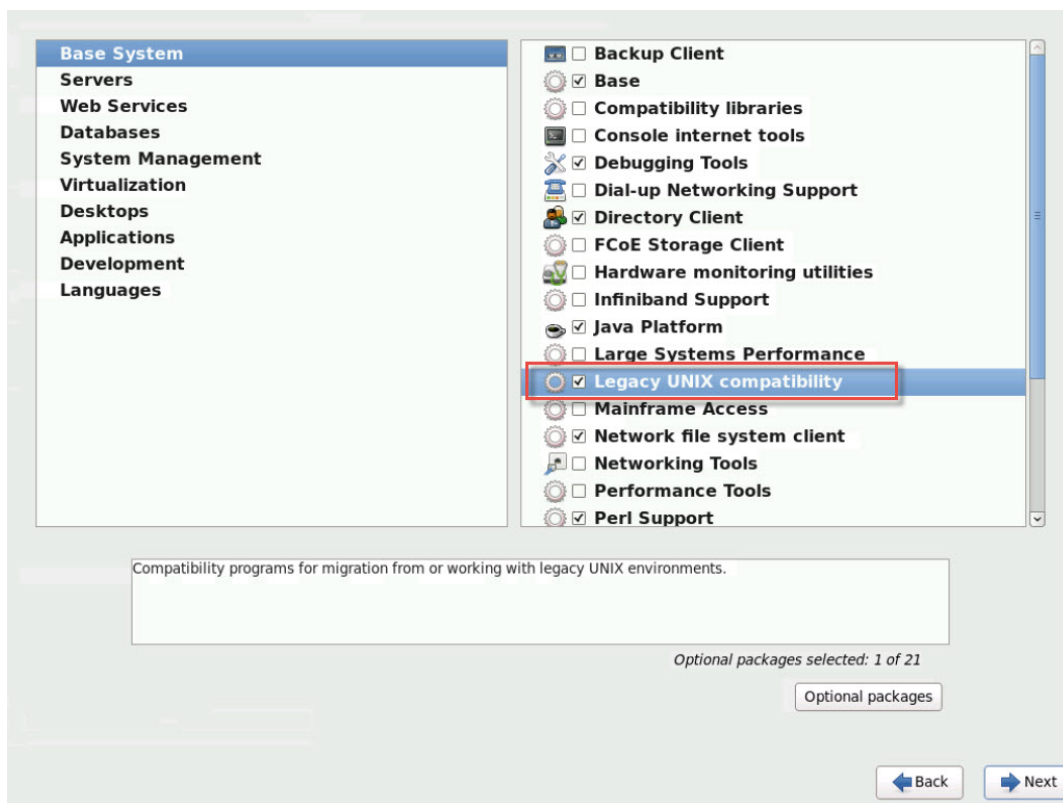 Base System
Servers
Web Services
Databases
System Management
Virtualization
Desktops
Applications
Development
Languages
Backup Client
Base
Compatibility libraries
Console internet tools
Debugging Tools
Dial-up Networking Support
Directory Client
FCoE Storage Client
Hardware monitoring utilities
Infiniband Support
Java Platform
Large Systems Performance
Legacy UNIX compatibility
Mainframe Access
Network file system client
Networking Tools
Performance Tools
Perl Support
Compatibility programs for migration from or working with legacy UNIX environments.
Optional packages selected: 1 of 21
Optional packages
Back
Next